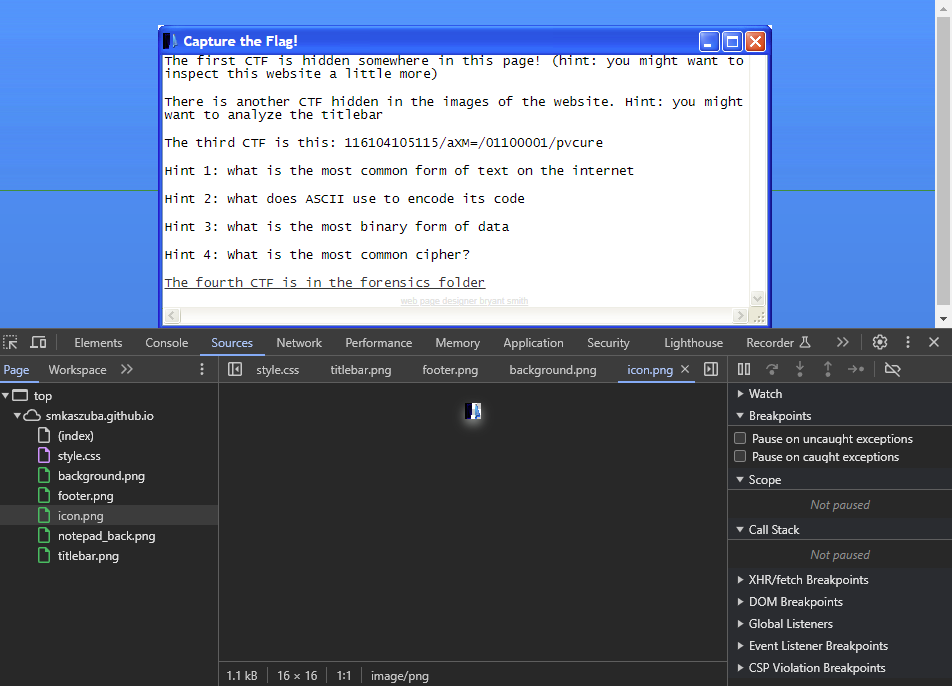 Capture the Flag!
The first CTF is hidden somewhere in this page! (hint: you might want to
inspect this website a little more)
There is another CTF hidden in the images of the website. Hint: you might
want to analyze the titlebar
The third CTF is this: 116104105115/aXM=/01100001/pvcure
Hint 1: what is the most common form of text on the internet
Hint 2: what does ASCII use to encode its code
Hint 3: what is the most binary form of data
Hint 4: what is the most common cipher?
The fourth CTF is in the forensics folder
web page designer bryant smith
Elements Console Sources Network Performance Memory Application Security Lighthouse Recorder
Page Workspace style.css titlebar.png footer.png background.png icon.png
top
smkaszuba.github.io
(index)
style.css
background.png
footer.png
icon.png
notepad_back.png
titlebar.png
Watch
Breakpoints
Pause on uncaught exceptions
Pause on caught exceptions
Scope
Not paused
Call Stack
Not paused
XHR/fetch Breakpoints
DOM Breakpoints
Global Listeners
Event Listener Breakpoints
CSP Violation Breakpoints
1.1 kB 16 × 16 1:1 image/png